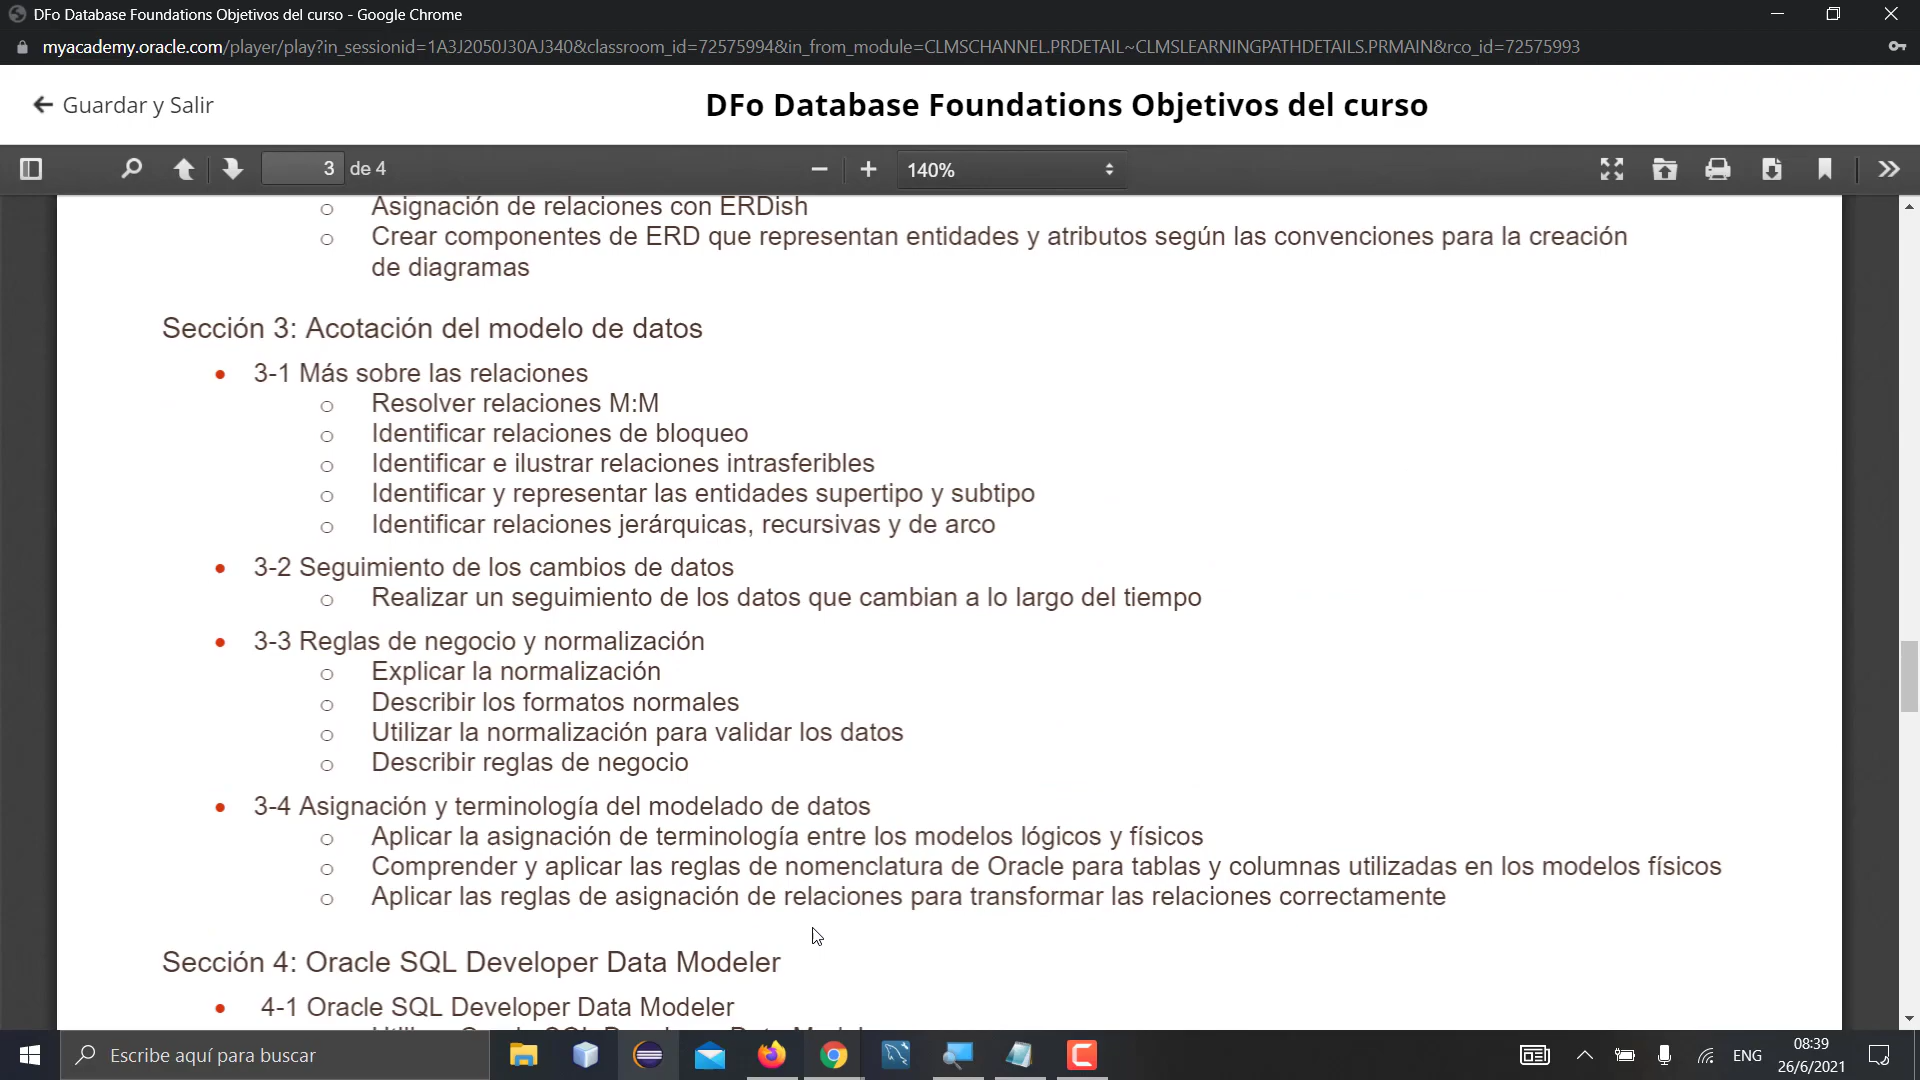 DFo Database Foundations Objetivos del curso - Google Chrome
myacademy.oracle.com/player/play?in_sessionid=1A3J2050J30AJ340&classroom_id=72575994&in_from_module=CLMSCHANNEL.PRDETAIL~CLMSLEARNINGPATHDETAILS.PRMAIN&rco_id=72575993
Guardar y Salir
DFo Database Foundations Objetivos del curso
3 de 4
140%
Asignación de relaciones con ERDish
Crear componentes de ERD que representan entidades y atributos según las convenciones para la creación
de diagramas
Sección 3: Acotación del modelo de datos
3-1 Más sobre las relaciones
Resolver relaciones M:M
Identificar relaciones de bloqueo
Identificar e ilustrar relaciones intrasferibles
Identificar y representar las entidades supertipo y subtipo
Identificar relaciones jerárquicas, recursivas y de arco
3-2 Seguimiento de los cambios de datos
Realizar un seguimiento de los datos que cambian a lo largo del tiempo
3-3 Reglas de negocio y normalización
Explicar la normalización
Describir los formatos normales
Utilizar la normalización para validar los datos
Describir reglas de negocio
3-4 Asignación y terminología del modelado de datos
Aplicar la asignación de terminología entre los modelos lógicos y físicos
Comprender y aplicar las reglas de nomenclatura de Oracle para tablas y columnas utilizadas en los modelos físicos
Aplicar las reglas de asignación de relaciones para transformar las relaciones correctamente
Sección 4: Oracle SQL Developer Data Modeler
4-1 Oracle SQL Developer Data Modeler
Escribe aquí para buscar
ENG
08:39
26/6/2021